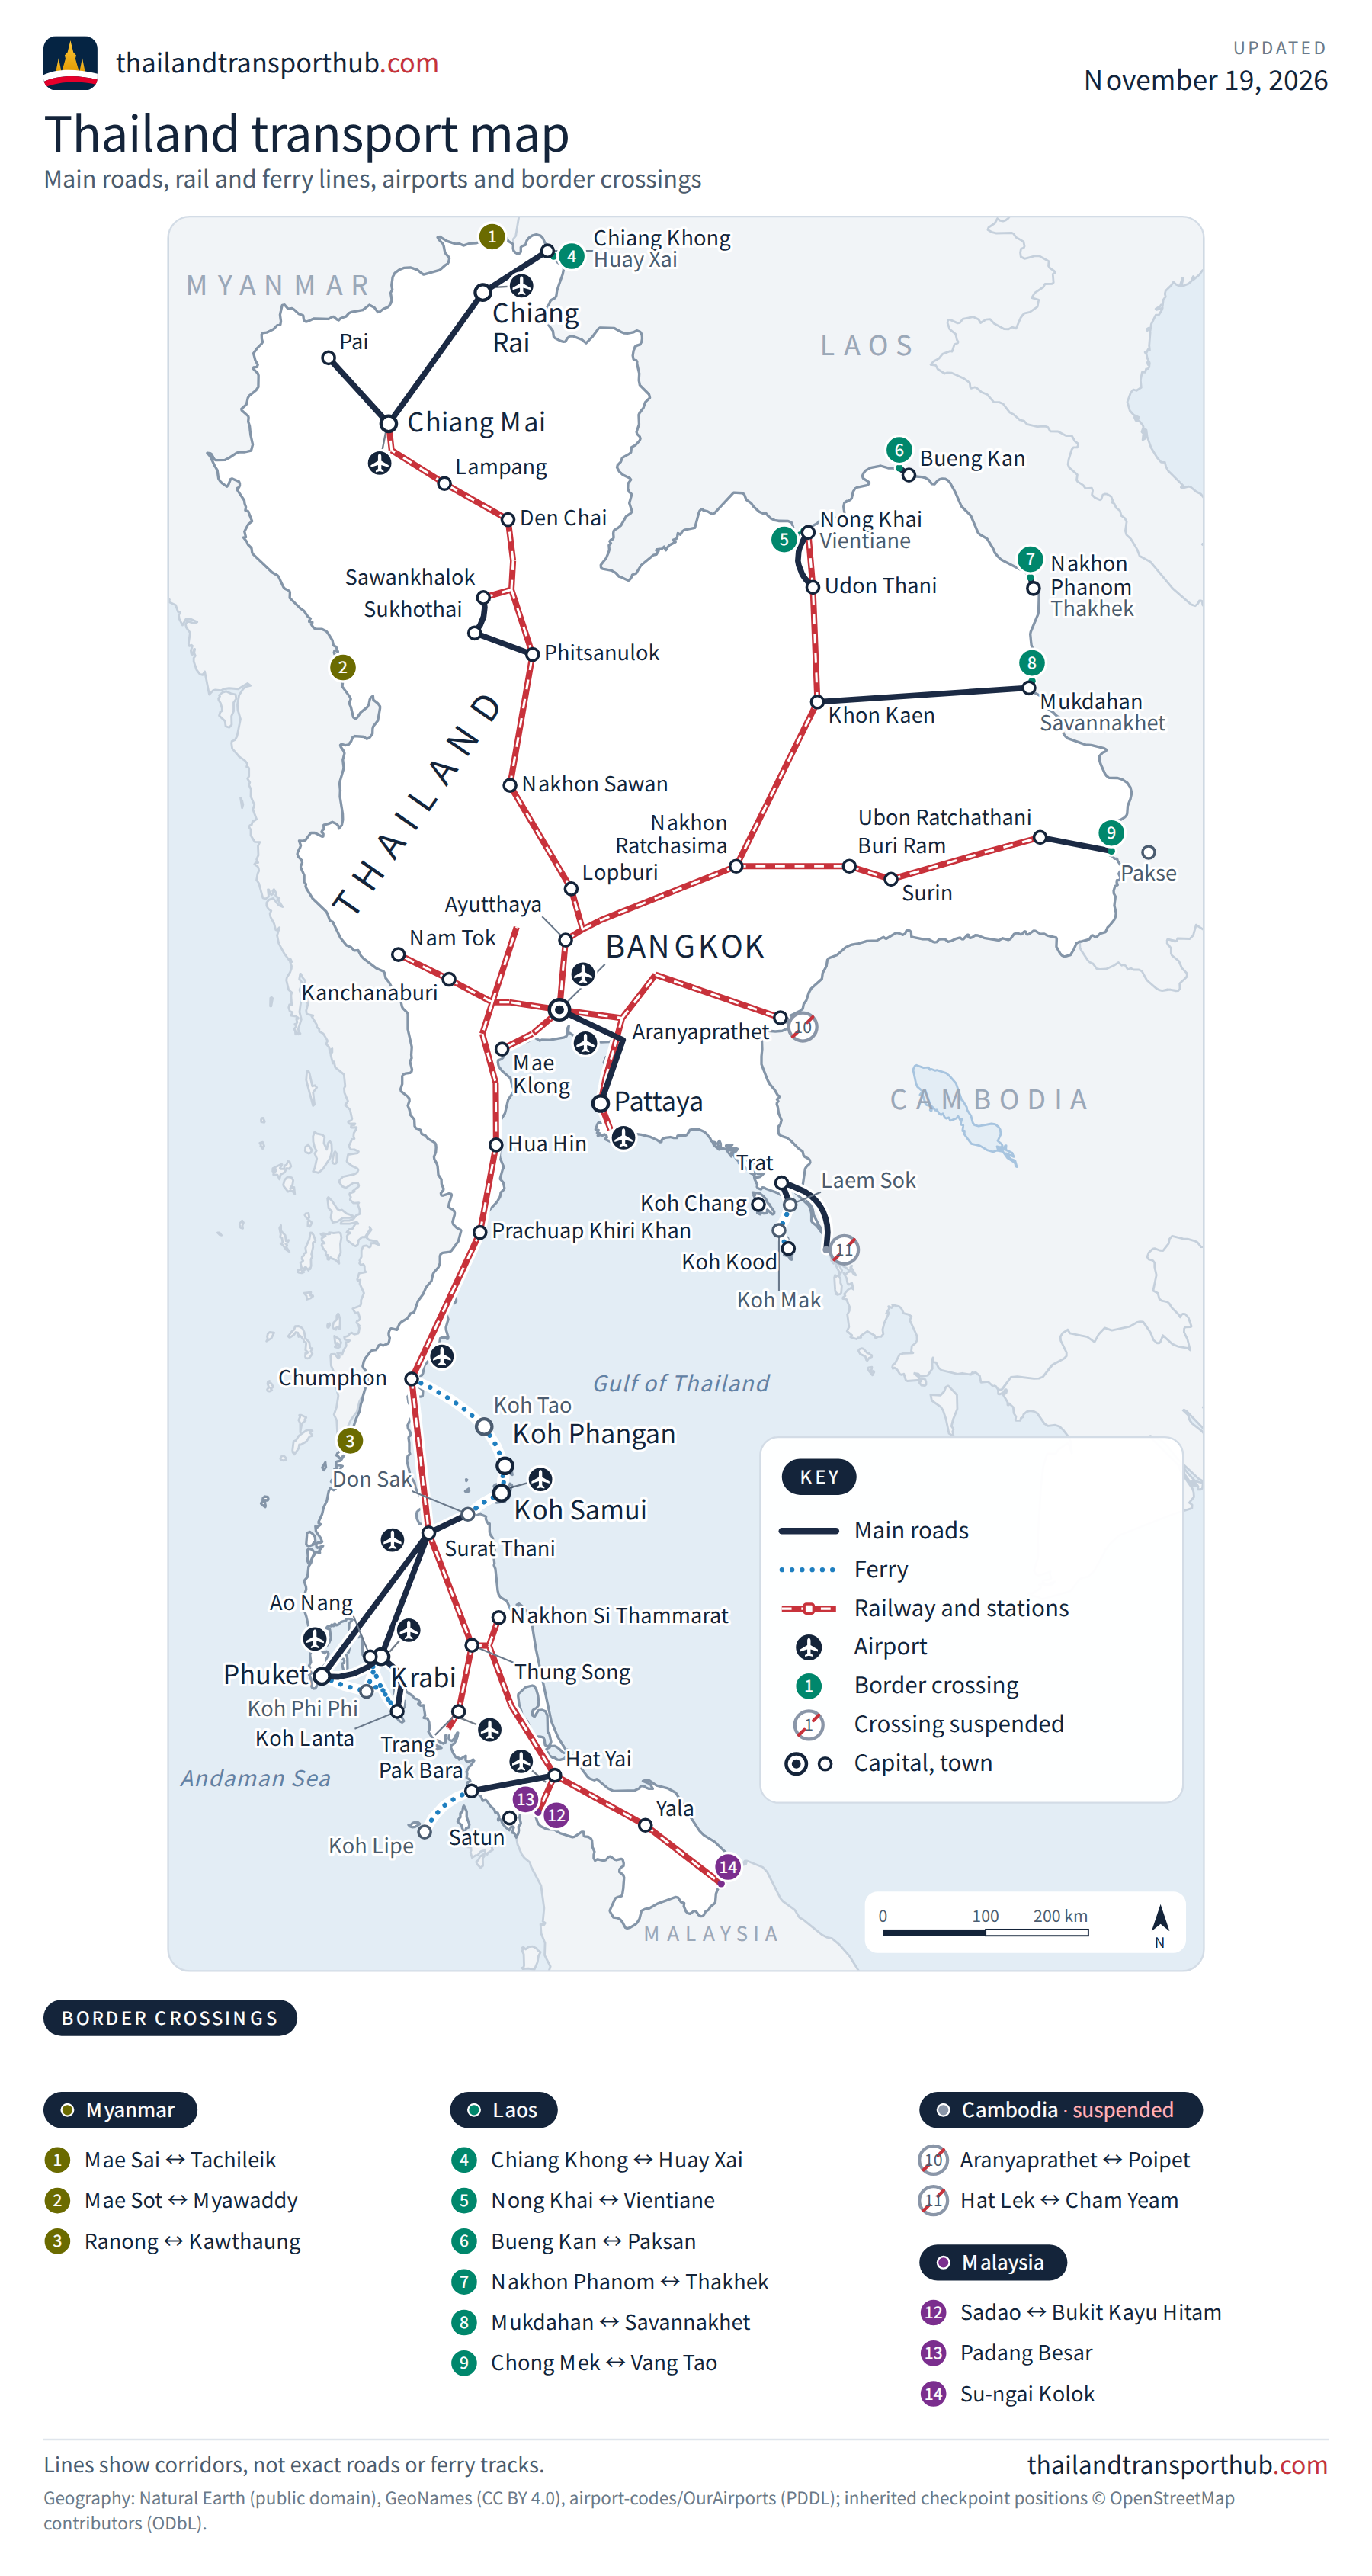 thailandtransporthub.com
UPDATED
November 19, 2026
Thailand transport map
Main roads, rail and ferry lines, airports and border crossings
1
Chiang Khong
4
Huay Xai
MYANMAR
Chiang
Rai
Pai
LAOS
Chiang Mai
6
Bueng Kan
Lampang
Den Chai
Nong Khai
5
Vientiane
7
Nakhon
Phanom
Thakhek
Sawankhalok
Udon Thani
Sukhothai
Phitsanulok
2
8
Mukdahan
Savannakhet
Khon Kaen
THAILAND
Nakhon Sawan
Nakhon
Ratchasima
Ubon Ratchathani
Buri Ram
9
Pakse
Lopburi
Surin
Ayutthaya
Nam Tok
BANGKOK
Kanchanaburi
Aranyaprathet
10
Mae
Klong
Pattaya
CAMBODIA
Hua Hin
Trat
Laem Sok
Koh Chang
Prachuap Khiri Khan
11
Koh Kood
Koh Mak
Chumphon
Gulf of Thailand
Koh Tao
Koh Phangan
3
Don Sak
Koh Samui
Surat Thani
KEY
Main roads
Ferry
Railway and stations
Airport
1
Border crossing
1
Crossing suspended
Capital, town
Ao Nang
Nakhon Si Thammarat
Phuket
Krabi
Thung Song
Koh Phi Phi
Koh Lanta
Trang
Pak Bara
Hat Yai
Andaman Sea
13
12
Yala
Koh Lipe
Satun
14
MALAYSIA
0 100 200 km
N
BORDER CROSSINGS
Myanmar
1 Mae Sai ↔ Tachileik
2 Mae Sot ↔ Myawaddy
3 Ranong ↔ Kawthaung
Laos
4 Chiang Khong ↔ Huay Xai
5 Nong Khai ↔ Vientiane
6 Bueng Kan ↔ Paksan
7 Nakhon Phanom ↔ Thakhek
8 Mukdahan ↔ Savannakhet
9 Chong Mek ↔ Vang Tao
Cambodia · suspended
10 Aranyaprathet ↔ Poipet
11 Hat Lek ↔ Cham Yeam
Malaysia
12 Sadao ↔ Bukit Kayu Hitam
13 Padang Besar
14 Su-ngai Kolok
Lines show corridors, not exact roads or ferry tracks.
thailandtransporthub.com
Geography: Natural Earth (public domain), GeoNames (CC BY 4.0), airport-codes/OurAirports (PDDL); inherited checkpoint positions © OpenStreetMap
contributors (ODbL).